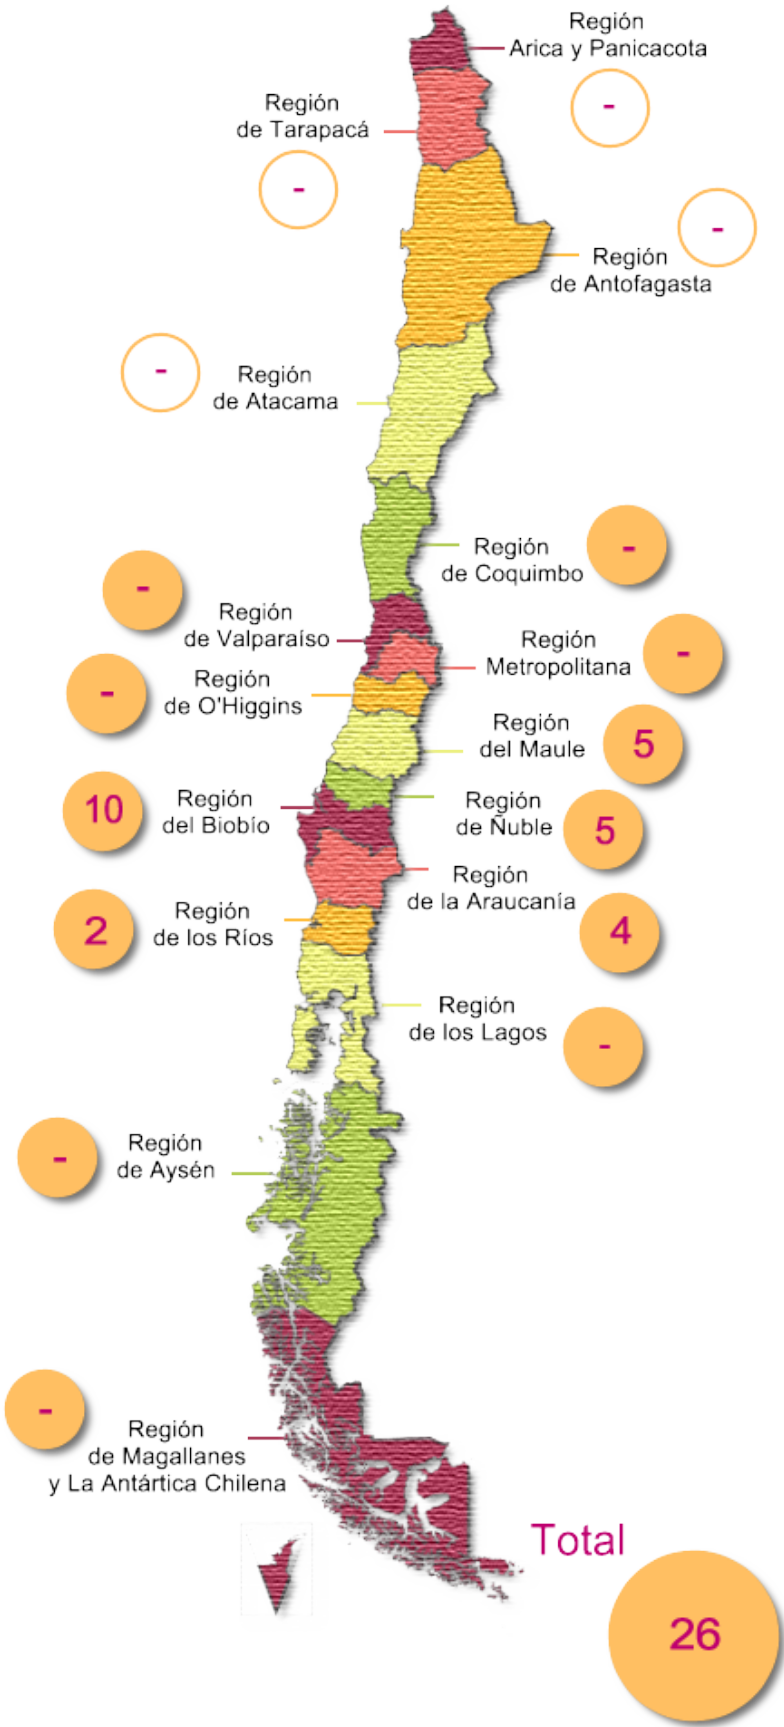 Región
Arica y Panicacota
-
Región
de Tarapacá
-
-
Región
de Antofagasta
-
Región
de Atacama
Región
de Coquimbo
-
-
Región
de Valparaíso
Región
Metropolitana
-
-
Región
de O'Higgins
Región
del Maule
5
10
Región
del Biobío
Región
de Ñuble
5
Región
de la Araucanía
4
2
Región
de los Ríos
Región
de los Lagos
-
-
Región
de Aysén
-
Región
de Magallanes
y La Antártica Chilena
Total
26